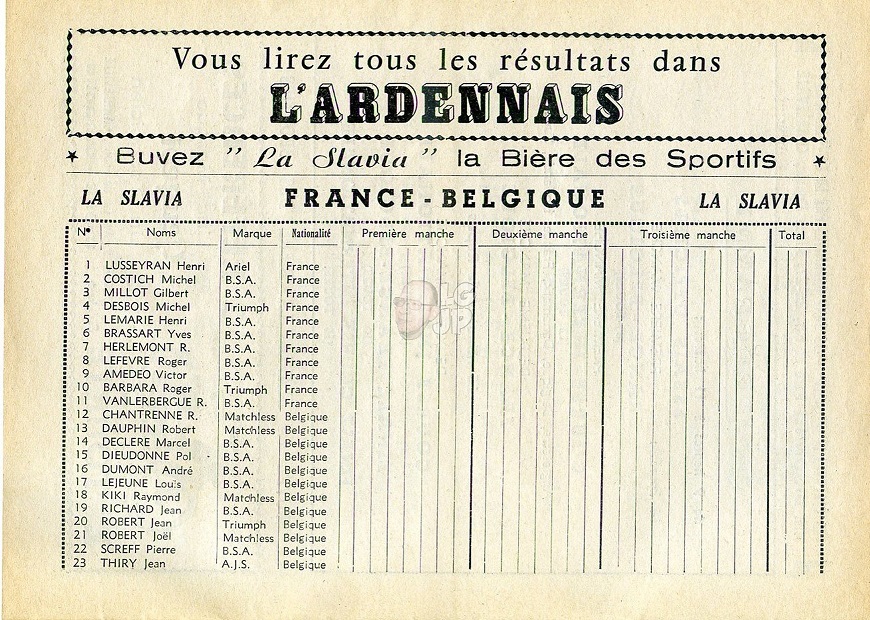 Vous lirez tous les résultats dans
L'ARDENNAIS
★ Buvez "La Slavia" la Bière des Sportifs ★
LA SLAVIA FRANCE - BELGIQUE LA SLAVIA
N° Noms Marque Nationalité Première manche Deuxième manche Troisième manche Total
1 LUSSEYRAN Henri Ariel France
2 COSTICH Michel B.S.A. France
3 MILLOT Gilbert B.S.A. France
4 DESBOIS Michel Triumph France
5 LEMARIE Henri B.S.A. France
6 BRASSART Yves B.S.A. France
7 HERLEMONT R. B.S.A. France
8 LEFEVRE Roger B.S.A. France
9 AMEDEO Victor B.S.A. France
10 BARBARA Roger Triumph France
11 VANLERBERGUE R. B.S.A. France
12 CHANTRENNE R. Matchless Belgique
13 DAUPHIN Robert Matchless Belgique
14 DECLERE Marcel B.S.A. Belgique
15 DIEUDONNE Pol B.S.A. Belgique
16 DUMONT André B.S.A. Belgique
17 LEJEUNE Louis B.S.A. Belgique
18 KIKI Raymond Matchless Belgique
19 RICHARD Jean B.S.A. Belgique
20 ROBERT Jean Triumph Belgique
21 ROBERT Joël Matchless Belgique
22 SCREFF Pierre B.S.A. Belgique
23 THIRY Jean A.J.S. Belgique
LG
JP